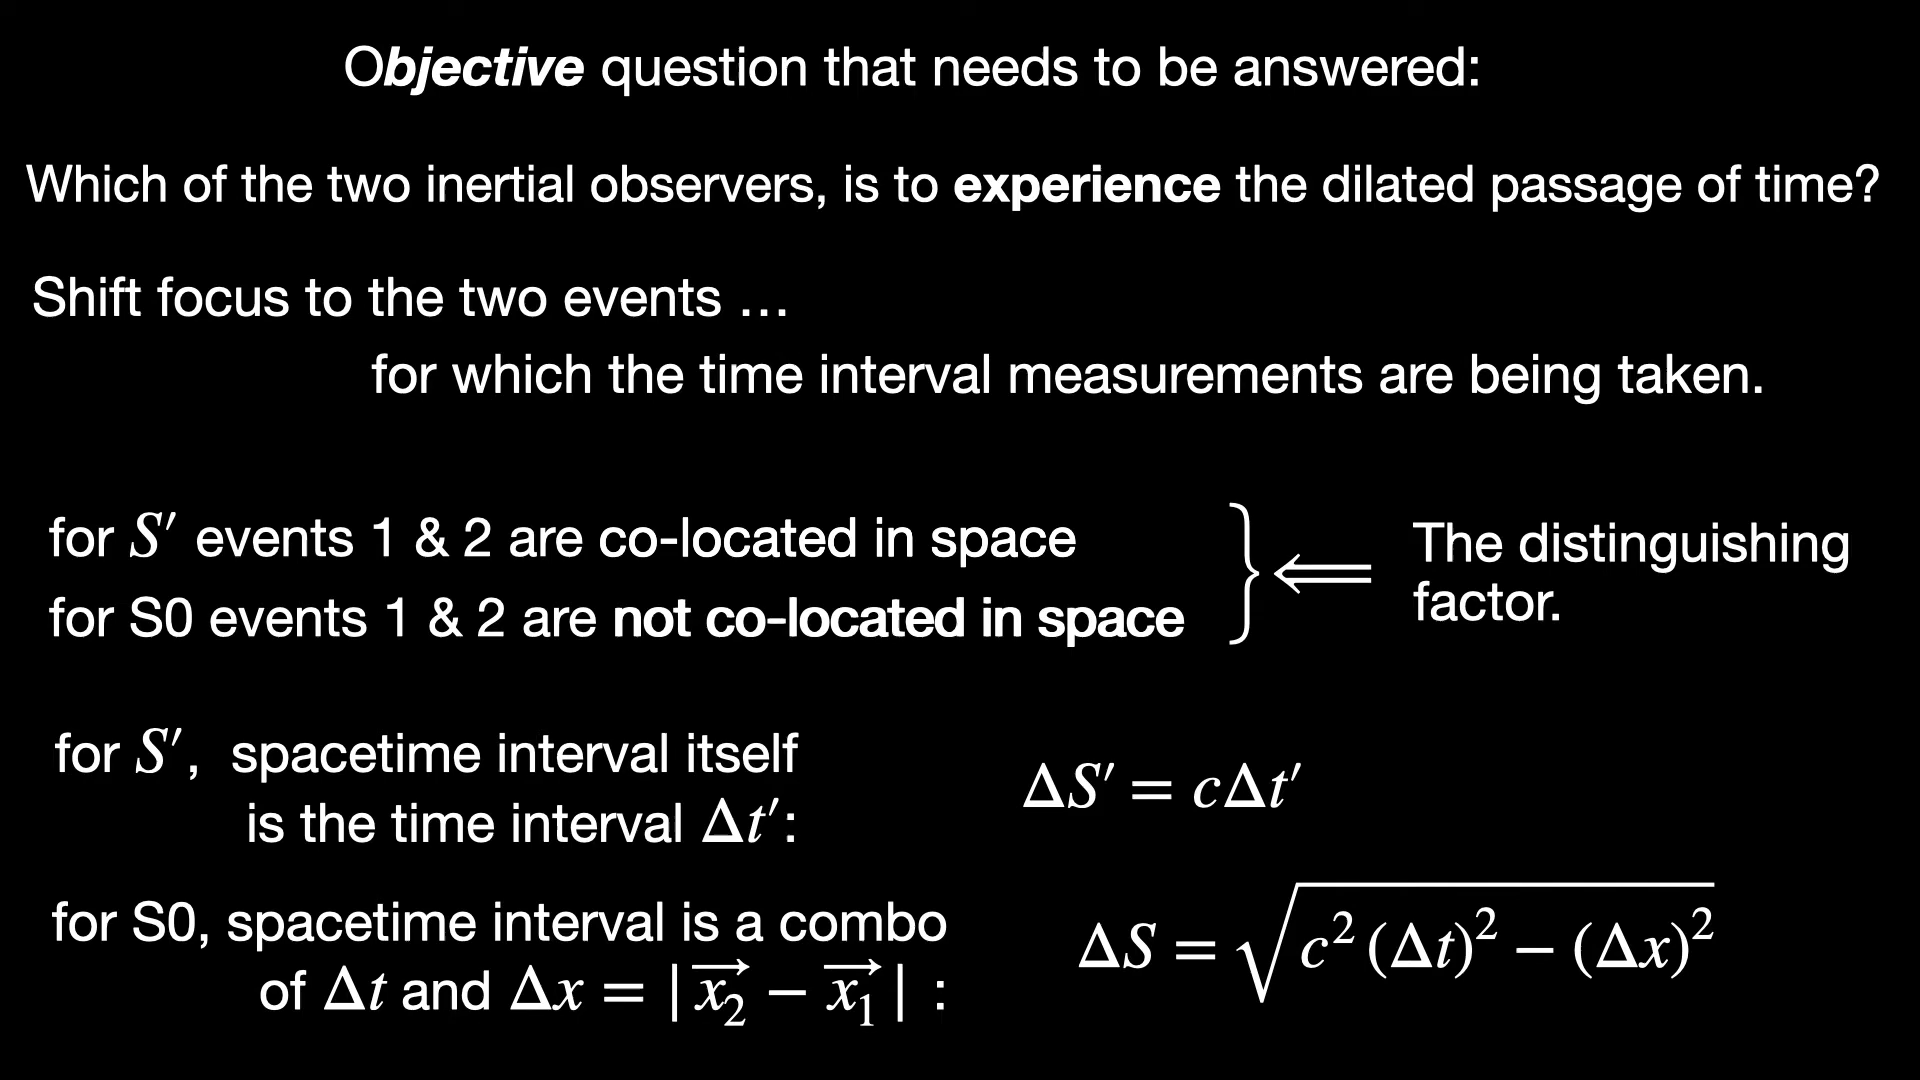 Objective question that needs to be answered:
Which of the two inertial observers, is to experience the dilated passage of time?
Shift focus to the two events ...
for which the time interval measurements are being taken.
for S′ events 1 & 2 are co-located in space
for S0 events 1 & 2 are not co-located in space
} ⟸ The distinguishing
factor.
for S′, spacetime interval itself
is the time interval Δt′:
ΔS′ = cΔt′
for S0, spacetime interval is a combo
of Δt and Δx = |x₂⃗ − x₁⃗| :
ΔS = √(c² (Δt)² − (Δx)²)